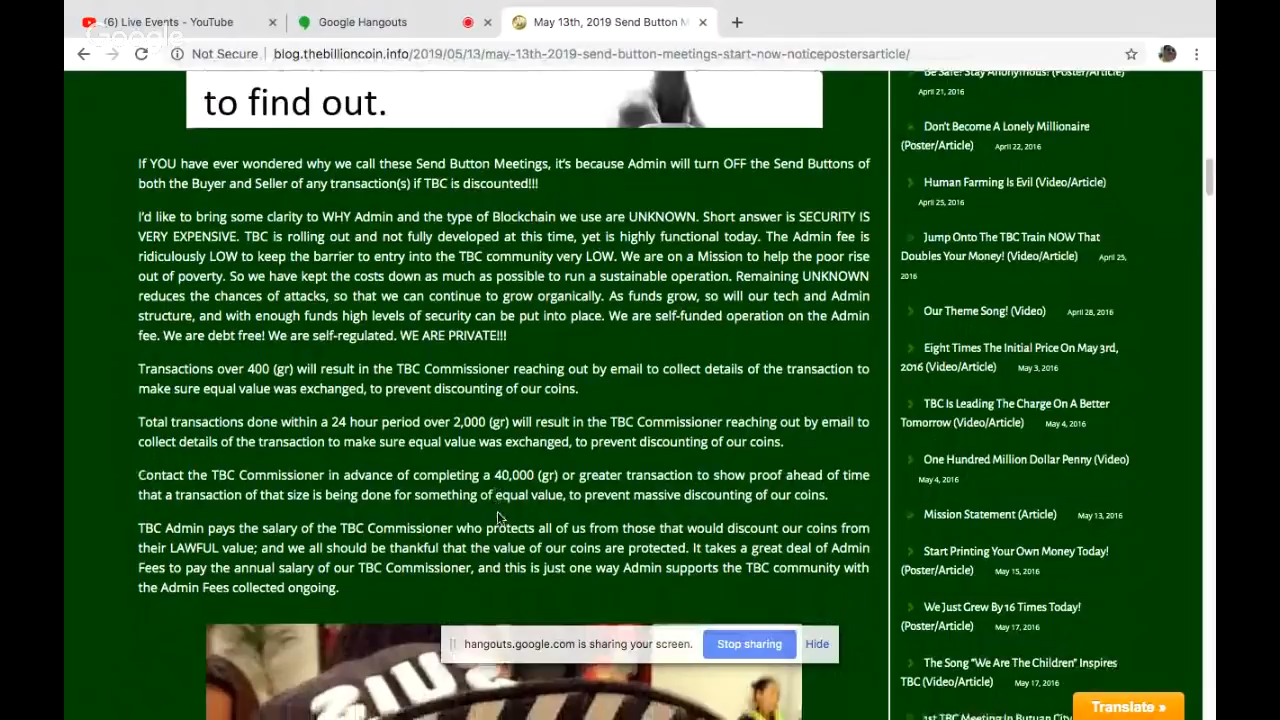 (6) Live Events - YouTube
Google Hangouts
May 13th, 2019 Send Button M
Google
Not Secure
blog.thebillioncoin.info/2019/05/13/may-13th-2019-send-button-meetings-start-now-noticepostersarticle/
to find out.
If YOU have ever wondered why we call these Send Button Meetings, it's because Admin will turn OFF the Send Buttons of
both the Buyer and Seller of any transaction(s) if TBC is discounted!!!
I'd like to bring some clarity to WHY Admin and the type of Blockchain we use are UNKNOWN. Short answer is SECURITY IS
VERY EXPENSIVE. TBC is rolling out and not fully developed at this time, yet is highly functional today. The Admin fee is
ridiculously LOW to keep the barrier to entry into the TBC community very LOW. We are on a Mission to help the poor rise
out of poverty. So we have kept the costs down as much as possible to run a sustainable operation. Remaining UNKNOWN
reduces the chances of attacks, so that we can continue to grow organically. As funds grow, so will our tech and Admin
structure, and with enough funds high levels of security can be put into place. We are self-funded operation on the Admin
fee. We are debt free! We are self-regulated. WE ARE PRIVATE!!!
Transactions over 400 (gr) will result in the TBC Commissioner reaching out by email to collect details of the transaction to
make sure equal value was exchanged, to prevent discounting of our coins.
Total transactions done within a 24 hour period over 2,000 (gr) will result in the TBC Commissioner reaching out by email to
collect details of the transaction to make sure equal value was exchanged, to prevent discounting of our coins.
Contact the TBC Commissioner in advance of completing a 40,000 (gr) or greater transaction to show proof ahead of time
that a transaction of that size is being done for something of equal value, to prevent massive discounting of our coins.
TBC Admin pays the salary of the TBC Commissioner who protects all of us from those that would discount our coins from
their LAWFUL value; and we all should be thankful that the value of our coins are protected. It takes a great deal of Admin
Fees to pay the annual salary of our TBC Commissioner, and this is just one way Admin supports the TBC community with
the Admin Fees collected ongoing.
hangouts.google.com is sharing your screen.
Stop sharing
Hide
Be Safe! Stay Anonymous! (Poster/Article)
April 21, 2016
Don't Become A Lonely Millionaire
(Poster/Article) April 22, 2016
Human Farming Is Evil (Video/Article)
April 25, 2016
Jump Onto The TBC Train NOW That
Doubles Your Money! (Video/Article) April 25,
2016
Our Theme Song! (Video) April 28, 2016
Eight Times The Initial Price On May 3rd,
2016 (Video/Article) May 3, 2016
TBC Is Leading The Charge On A Better
Tomorrow (Video/Article) May 4, 2016
One Hundred Million Dollar Penny (Video)
May 4, 2016
Mission Statement (Article) May 13, 2016
Start Printing Your Own Money Today!
(Poster/Article) May 15, 2016
We Just Grew By 16 Times Today!
(Poster/Article) May 17, 2016
The Song "We Are The Children" Inspires
TBC (Video/Article) May 17, 2016
1st TBC Meeting In Butuan City
Translate »